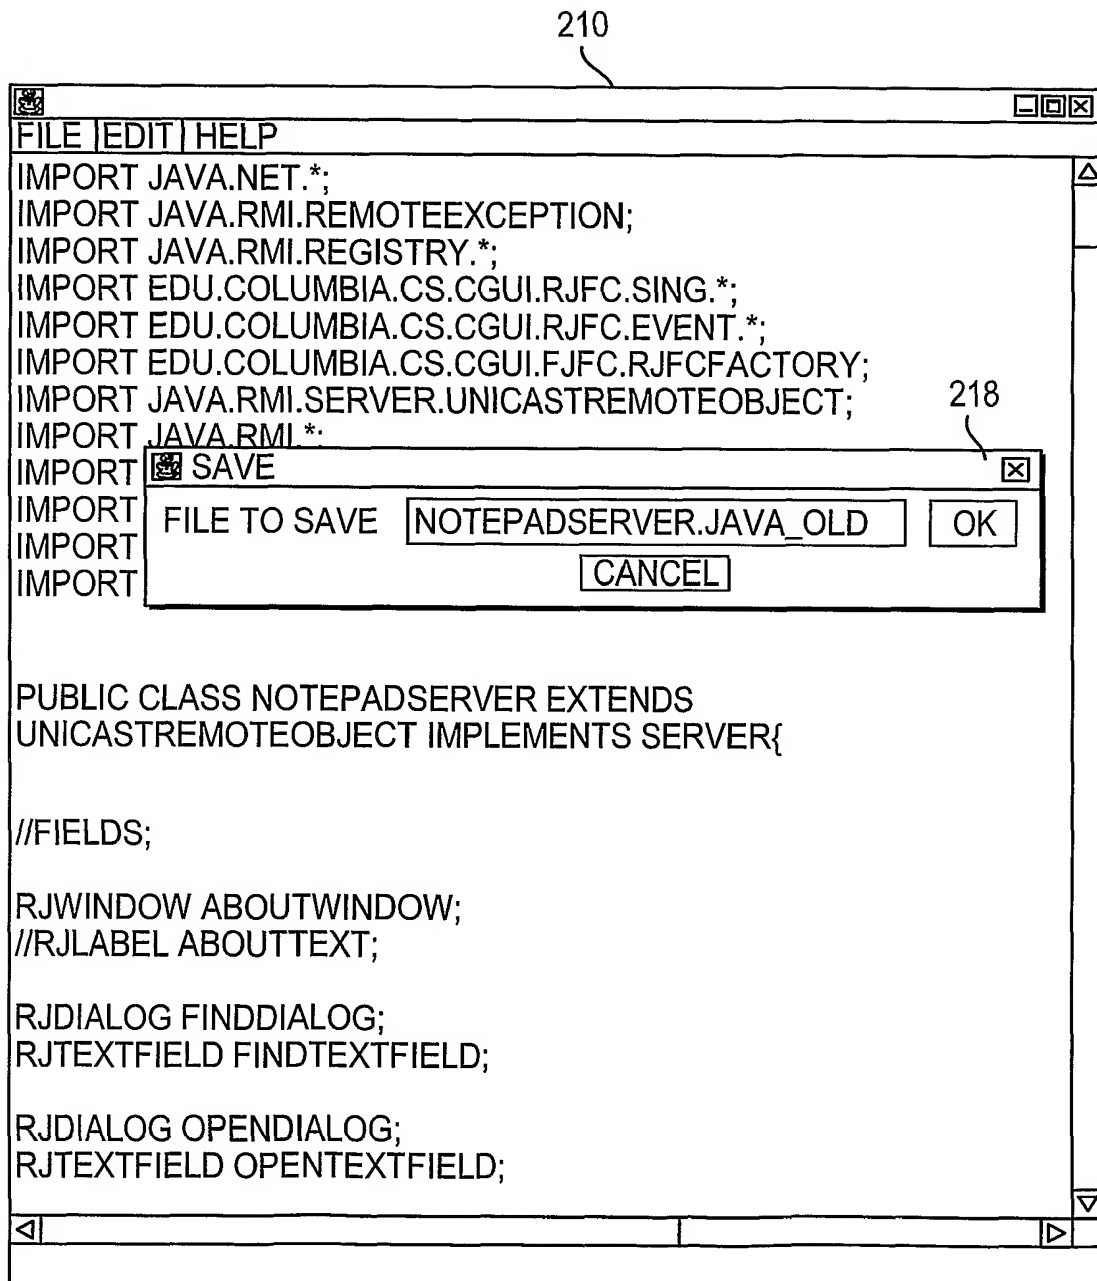 210
FILE EDIT HELP
IMPORT JAVA.NET.*;
IMPORT JAVA.RMI.REMOTEEXCEPTION;
IMPORT JAVA.RMI.REGISTRY.*;
IMPORT EDU.COLUMBIA.CS.CGUI.RJFC.SING.*;
IMPORT EDU.COLUMBIA.CS.CGUI.RJFC.EVENT.*;
IMPORT EDU.COLUMBIA.CS.CGUI.FJFC.RJFCFACTORY;
IMPORT JAVA.RMI.SERVER.UNICASTREMOTEOBJECT;
218
IMPORT JAVA.RMI.*;
IMPORT
SAVE
IMPORT
FILE TO SAVE NOTEPADSERVER.JAVA_OLD OK
IMPORT
CANCEL
IMPORT
PUBLIC CLASS NOTEPADSERVER EXTENDS
UNICASTREMOTEOBJECT IMPLEMENTS SERVER{
//FIELDS;
RJWINDOW ABOUTWINDOW;
//RJLABEL ABOUTTEXT;
RJDIALOG FINDDIALOG;
RJTEXTFIELD FINDTEXTFIELD;
RJDIALOG OPENDIALOG;
RJTEXTFIELD OPENTEXTFIELD;